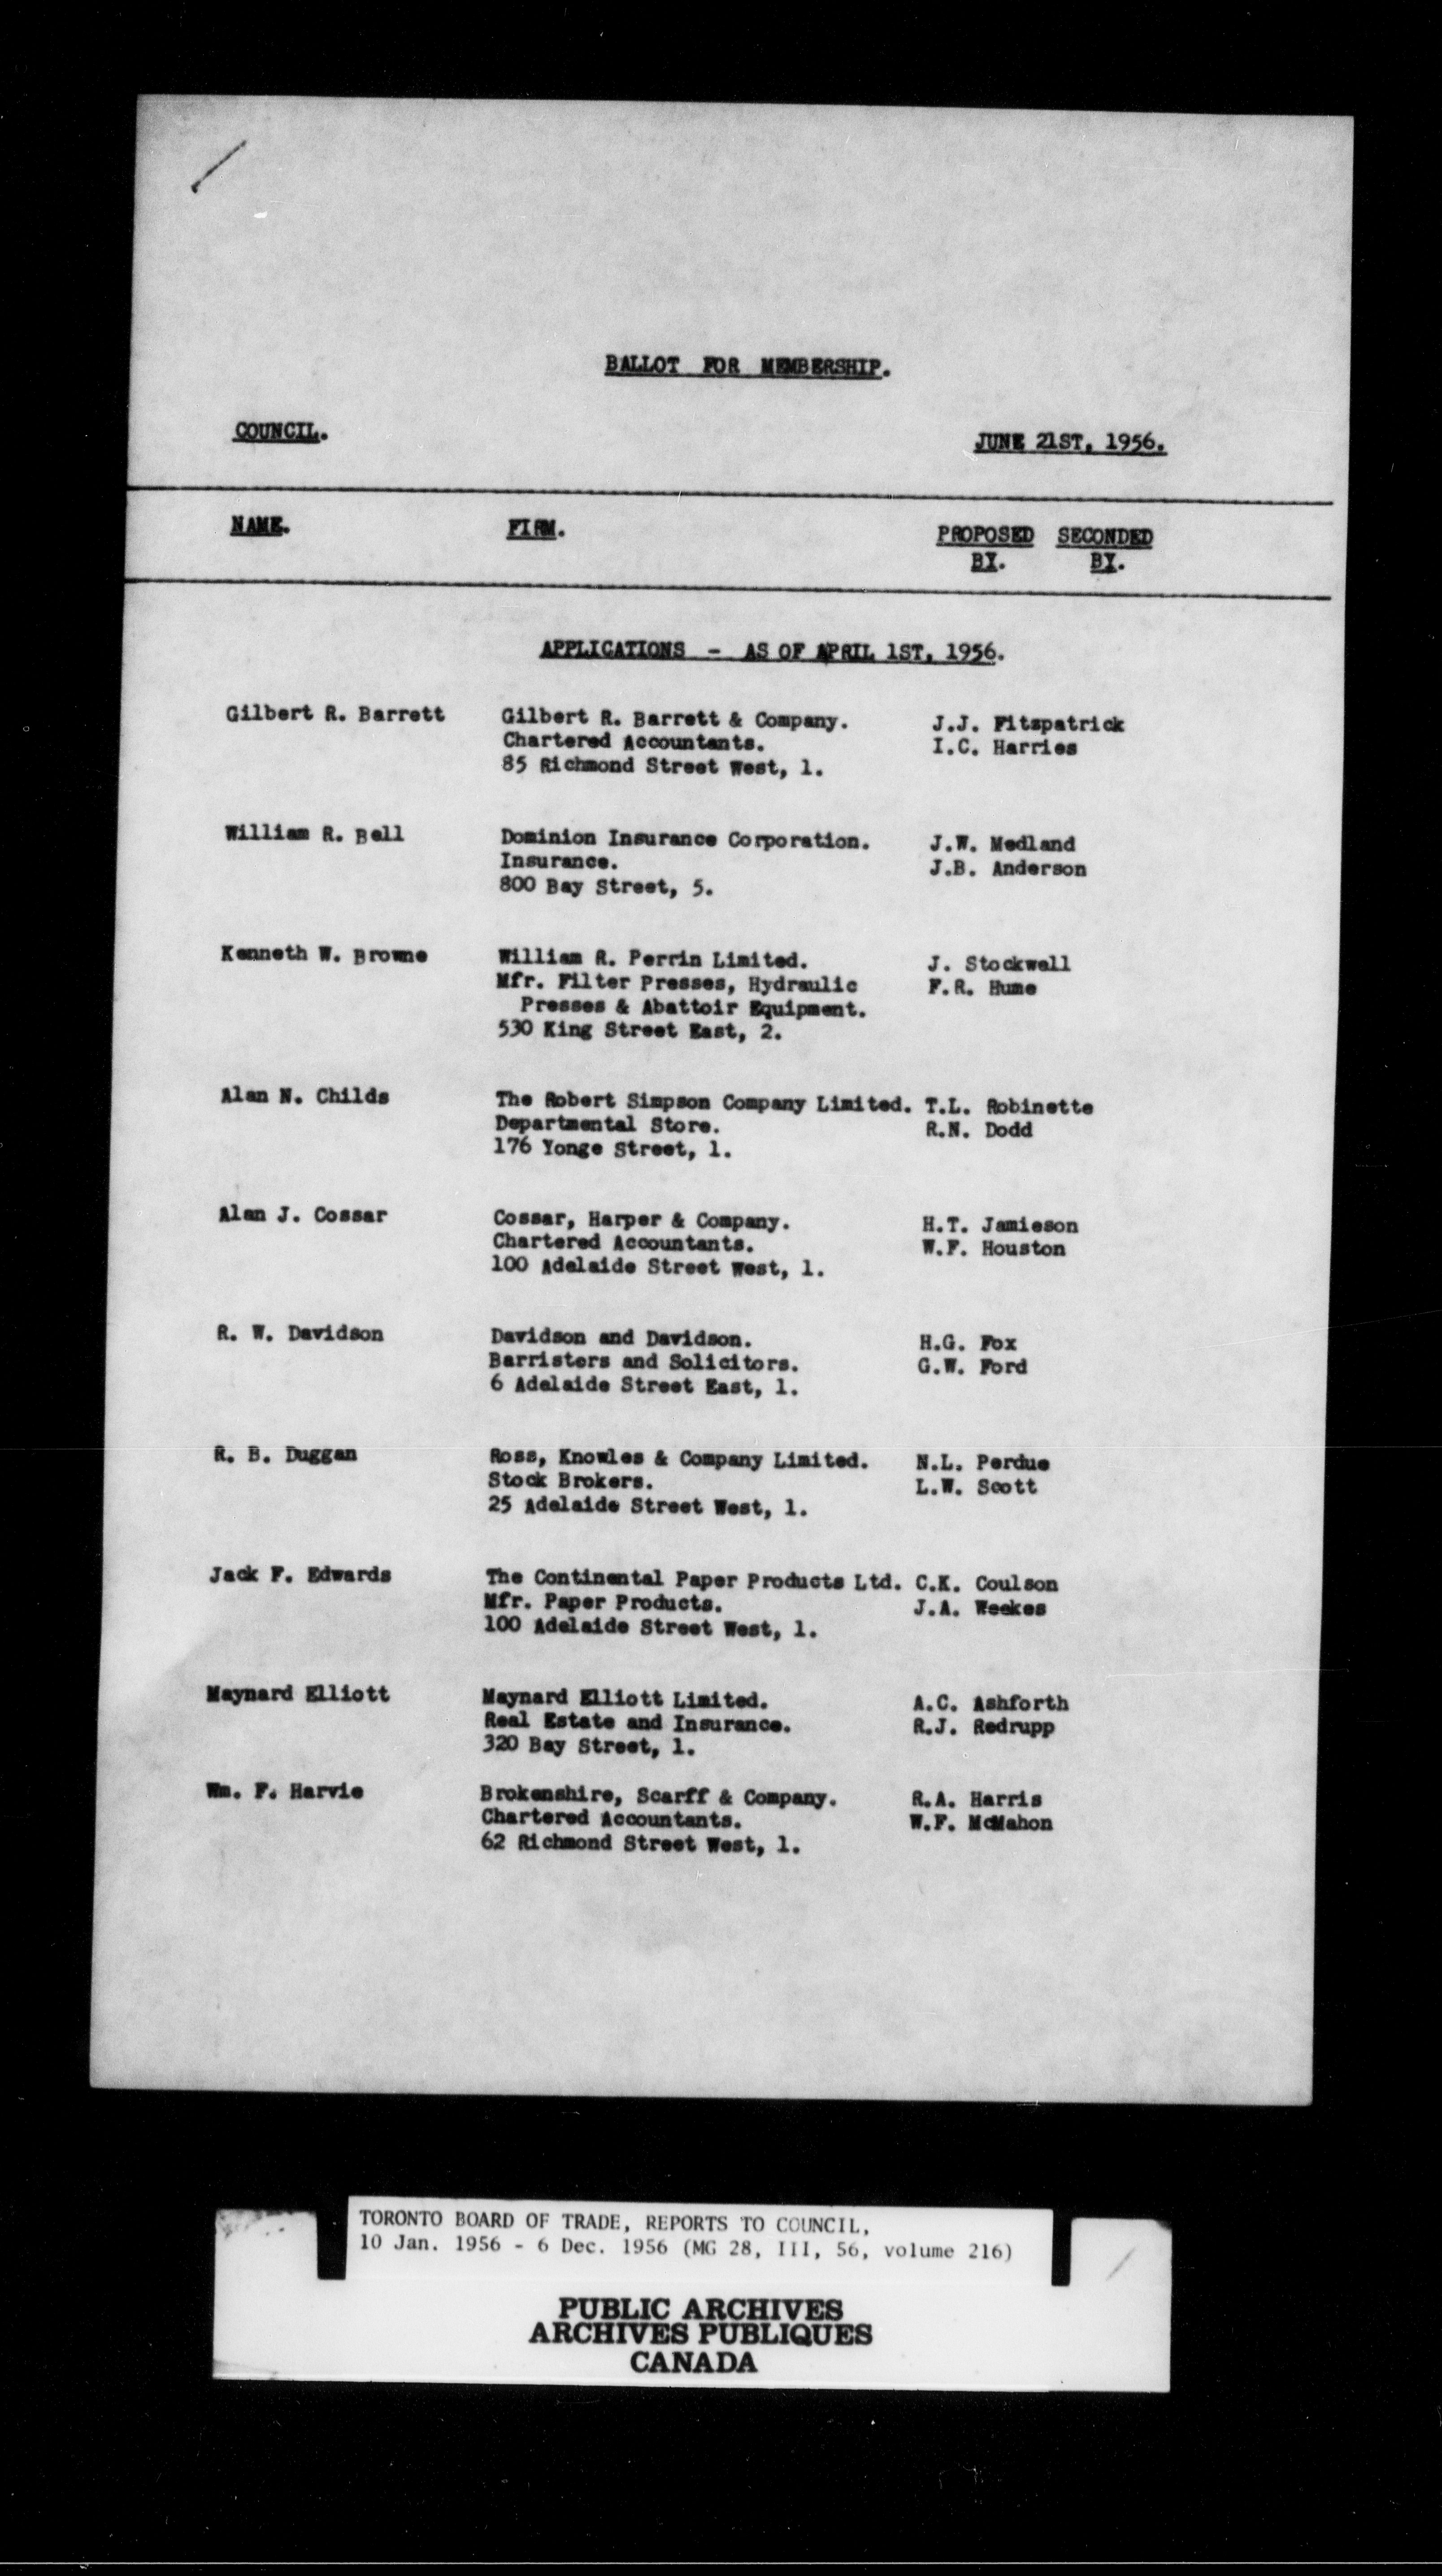 BALLOT FOR MEMBERSHIP.
COUNCIL. JUNE 21ST, 1956.
NAME. FIRM. PROPOSED SECONDED
BY. BY.
APPLICATIONS - AS OF APRIL 1ST, 1956.
Gilbert R. Barrett Gilbert R. Barrett & Company. J.J. Fitzpatrick
Chartered Accountants. I.C. Harries
85 Richmond Street West, 1.
William R. Bell Dominion Insurance Corporation. J.W. Medland
Insurance. J.B. Anderson
800 Bay Street, 5.
Kenneth W. Browne William R. Perrin Limited. J. Stockwell
Mfr. Filter Presses, Hydraulic F.R. Hume
Presses & Abattoir Equipment.
530 King Street East, 2.
Alan N. Childs The Robert Simpson Company Limited. T.L. Robinette
Departmental Store. R.N. Dodd
176 Yonge Street, 1.
Alan J. Cossar Cossar, Harper & Company. H.T. Jamieson
Chartered Accountants. W.F. Houston
100 Adelaide Street West, 1.
R. W. Davidson Davidson and Davidson. H.G. Fox
Barristers and Solicitors. G.W. Ford
6 Adelaide Street East, 1.
R. B. Duggan Ross, Knowles & Company Limited. N.L. Perdue
Stock Brokers. L.W. Scott
25 Adelaide Street West, 1.
Jack F. Edwards The Continental Paper Products Ltd. C.K. Coulson
Mfr. Paper Products. J.A. Weekes
100 Adelaide Street West, 1.
Maynard Elliott Maynard Elliott Limited. A.C. Ashforth
Real Estate and Insurance. R.J. Redrupp
320 Bay Street, 1.
Wm. F. Harvie Brokenshire, Scarff & Company. R.A. Harris
Chartered Accountants. W.F. McMahon
62 Richmond Street West, 1.
TORONTO BOARD OF TRADE, REPORTS TO COUNCIL,
10 Jan. 1956 - 6 Dec. 1956 (MG 28, III, 56, volume 216)
PUBLIC ARCHIVES
ARCHIVES PUBLIQUES
CANADA